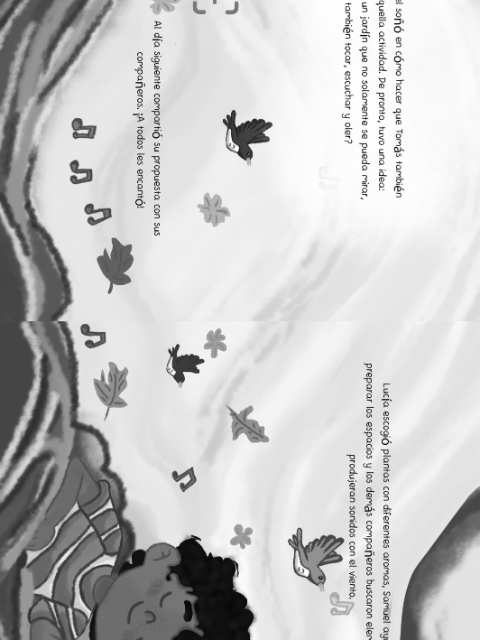 el soñó en cómo hacer que Tomás también
quella actividad. De pronto, tuvo una idea:
un jardín que no solamente se pueda mirar,
también tocar, escuchar y oler?
Al día siguiente compartió su propuesta con sus
compañeros. ¡A todos les encantó!
Lucía escogió plantas con diferentes aromas, Samuel
preparar los espacios y los demás compañeros buscaron
produjeran sonidos con el viento.